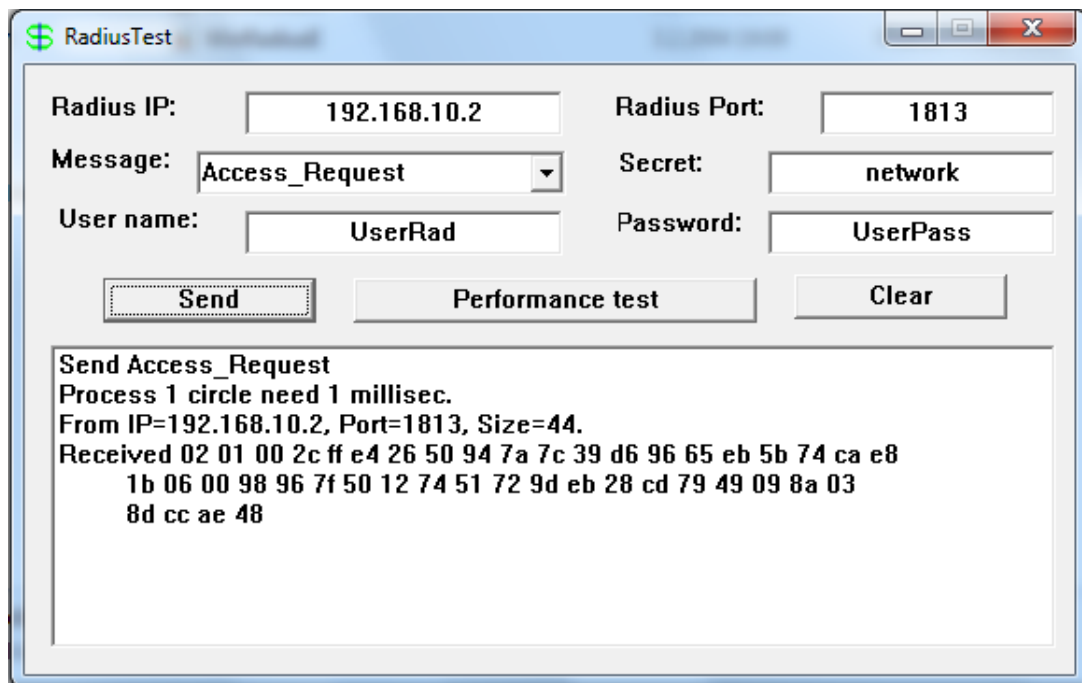 RadiusTest
Radius IP: 192.168.10.2 Radius Port: 1813
Message: Access_Request Secret: network
User name: UserRad Password: UserPass
Send Performance test Clear
Send Access_Request
Process 1 circle need 1 millisec.
From IP=192.168.10.2, Port=1813, Size=44.
Received 02 01 00 2c ff e4 26 50 94 7a 7c 39 d6 96 65 eb 5b 74 ca e8
1b 06 00 98 96 7f 50 12 74 51 72 9d eb 28 cd 79 49 09 8a 03
8d cc ae 48